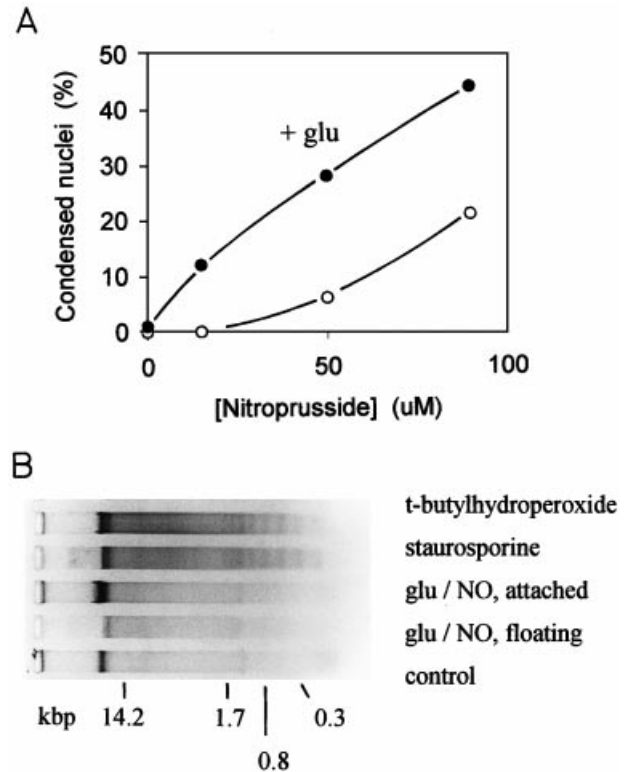 A
50
40
30
20
10
0
Condensed nuclei (%)
+ glu
0 50 100
[Nitroprusside] (uM)
B
t-butylhydroperoxide
staurosporine
glu / NO, attached
glu / NO, floating
control
kbp 14.2 1.7 0.3
0.8